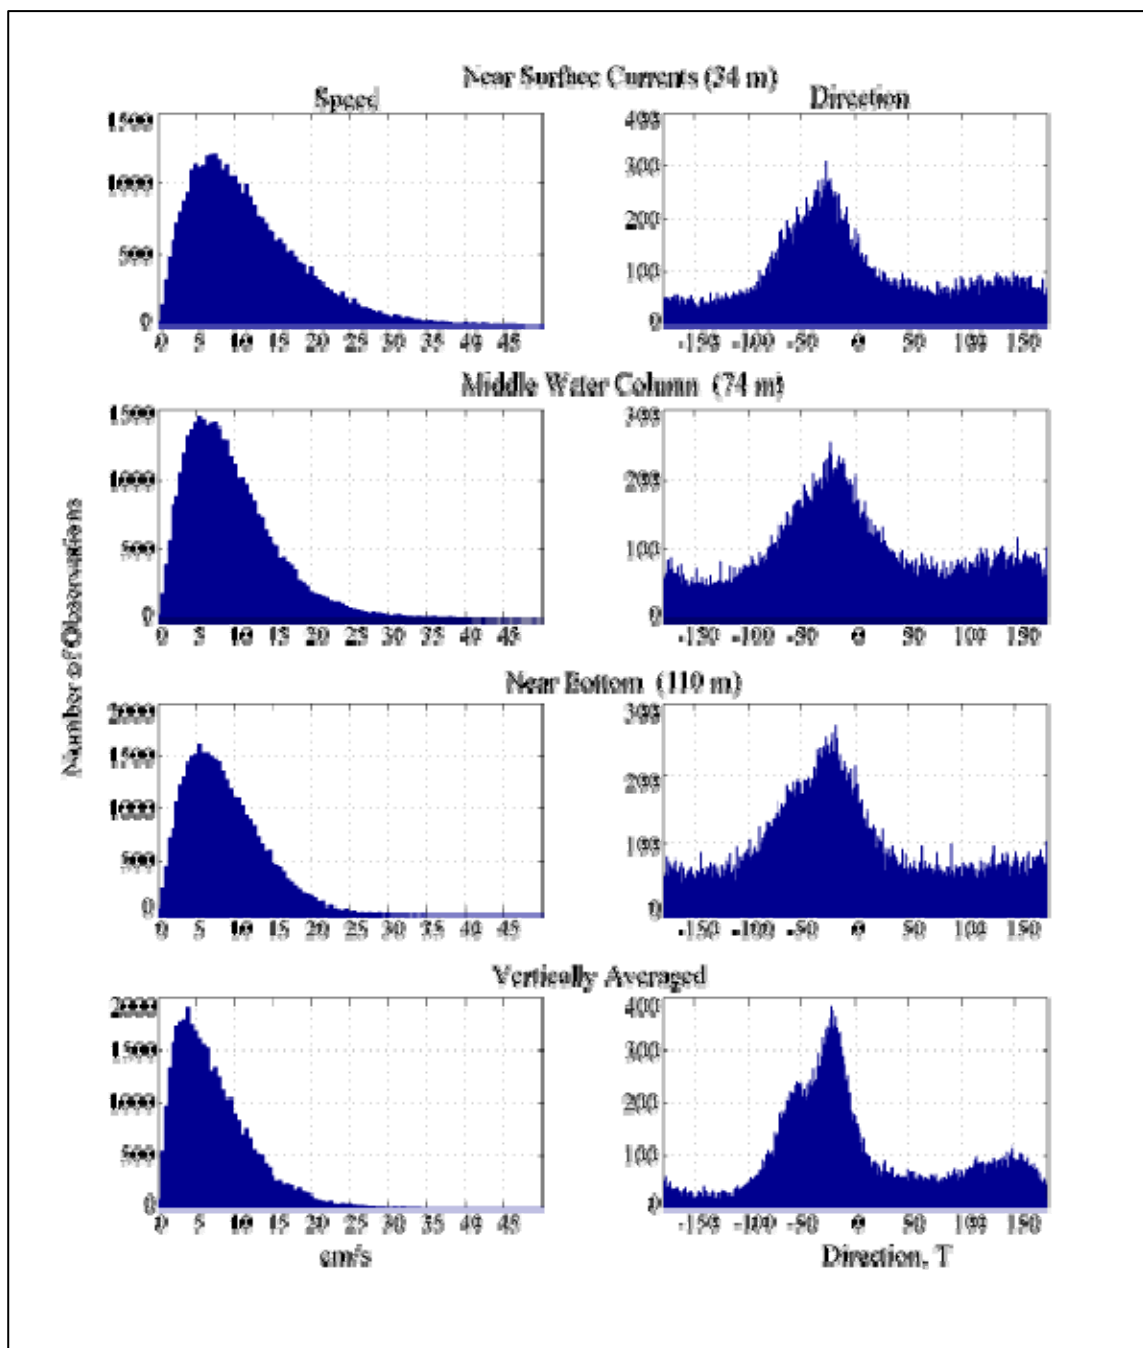 Near Surface Currents (34 m)
Speed Direction
1500 400
1000 300
500 200
0 100
0
0 5 10 15 20 25 30 35 40 45 -150 -100 -50 0 50 100 150
Middle Water Column (74 m)
1500 300
1000 200
500 100
0 0
0 5 10 15 20 25 30 35 40 45 -150 -100 -50 0 50 100 150
Number of Observations
Near Bottom (110 m)
2000 300
1500 200
1000 100
500 0
0
0 5 10 15 20 25 30 35 40 45 -150 -100 -50 0 50 100 150
Vertically Averaged
2000 400
1500 300
1000 200
500 100
0 0
0 5 10 15 20 25 30 35 40 45 -150 -100 -50 0 50 100 150
cm/s Direction, T